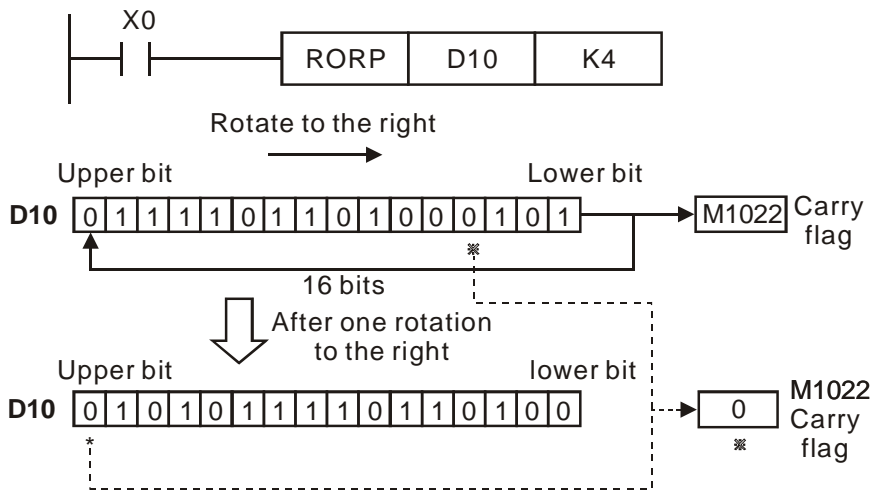 X0
RORP D10 K4
Rotate to the right
Upper bit Lower bit
D10 0 1 1 1 1 0 1 1 0 1 0 0 0 1 0 1 M1022 Carry flag
※
16 bits
After one rotation
to the right
Upper bit lower bit
D10 0 1 0 1 0 1 1 1 1 0 1 1 0 1 0 0 0 M1022 Carry flag
* ※